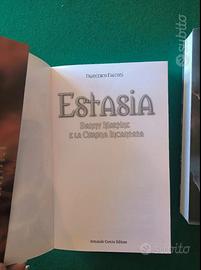 Francesco Falconi
Estasia
Danny Martine
e la Corona Incantata
Armando Curcio Editore
subito
subito